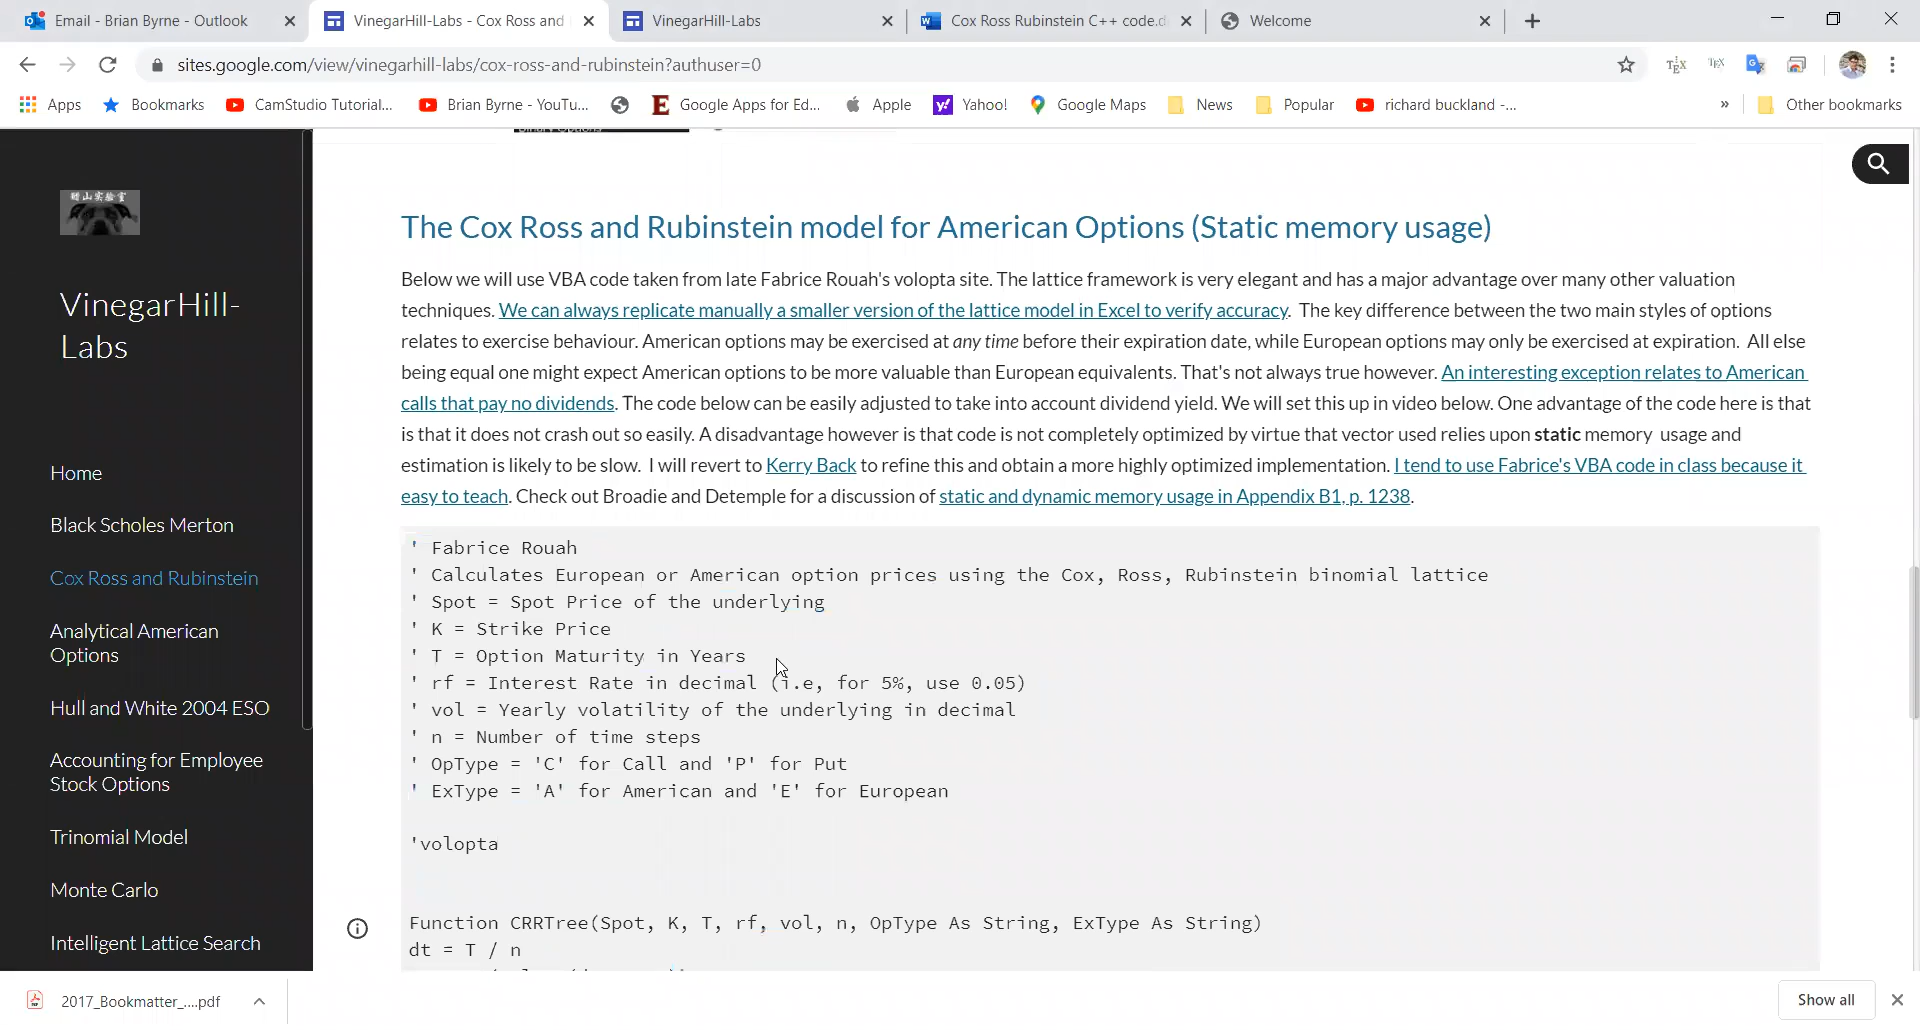 Email - Brian Byrne - Outlook
VinegarHill-Labs - Cox Ross and
VinegarHill-Labs
Cox Ross Rubinstein C++ code.d
Welcome
sites.google.com/view/vinegarhill-labs/cox-ross-and-rubinstein?authuser=0
Apps
Bookmarks
CamStudio Tutorial...
Brian Byrne - YouTu...
Google Apps for Ed...
Apple
Yahoo!
Google Maps
News
Popular
richard buckland -...
»
Other bookmarks
VinegarHill-
Labs
Home
Black Scholes Merton
Cox Ross and Rubinstein
Analytical American
Options
Hull and White 2004 ESO
Accounting for Employee
Stock Options
Trinomial Model
Monte Carlo
Intelligent Lattice Search
The Cox Ross and Rubinstein model for American Options (Static memory usage)
Below we will use VBA code taken from late Fabrice Rouah's volopta site. The lattice framework is very elegant and has a major advantage over many other valuation
techniques. We can always replicate manually a smaller version of the lattice model in Excel to verify accuracy. The key difference between the two main styles of options
relates to exercise behaviour. American options may be exercised at any time before their expiration date, while European options may only be exercised at expiration. All else
being equal one might expect American options to be more valuable than European equivalents. That's not always true however. An interesting exception relates to American
calls that pay no dividends. The code below can be easily adjusted to take into account dividend yield. We will set this up in video below. One advantage of the code here is that
is that it does not crash out so easily. A disadvantage however is that code is not completely optimized by virtue that vector used relies upon static memory usage and
estimation is likely to be slow. I will revert to Kerry Back to refine this and obtain a more highly optimized implementation. I tend to use Fabrice's VBA code in class because it
easy to teach. Check out Broadie and Detemple for a discussion of static and dynamic memory usage in Appendix B1, p. 1238.
' Fabrice Rouah
' Calculates European or American option prices using the Cox, Ross, Rubinstein binomial lattice
' Spot = Spot Price of the underlying
' K = Strike Price
' T = Option Maturity in Years
' rf = Interest Rate in decimal (i.e, for 5%, use 0.05)
' vol = Yearly volatility of the underlying in decimal
' n = Number of time steps
' OpType = 'C' for Call and 'P' for Put
' ExType = 'A' for American and 'E' for European
'volopta
Function CRRTree(Spot, K, T, rf, vol, n, OpType As String, ExType As String)
dt = T / n
2017_Bookmatter_....pdf
Show all